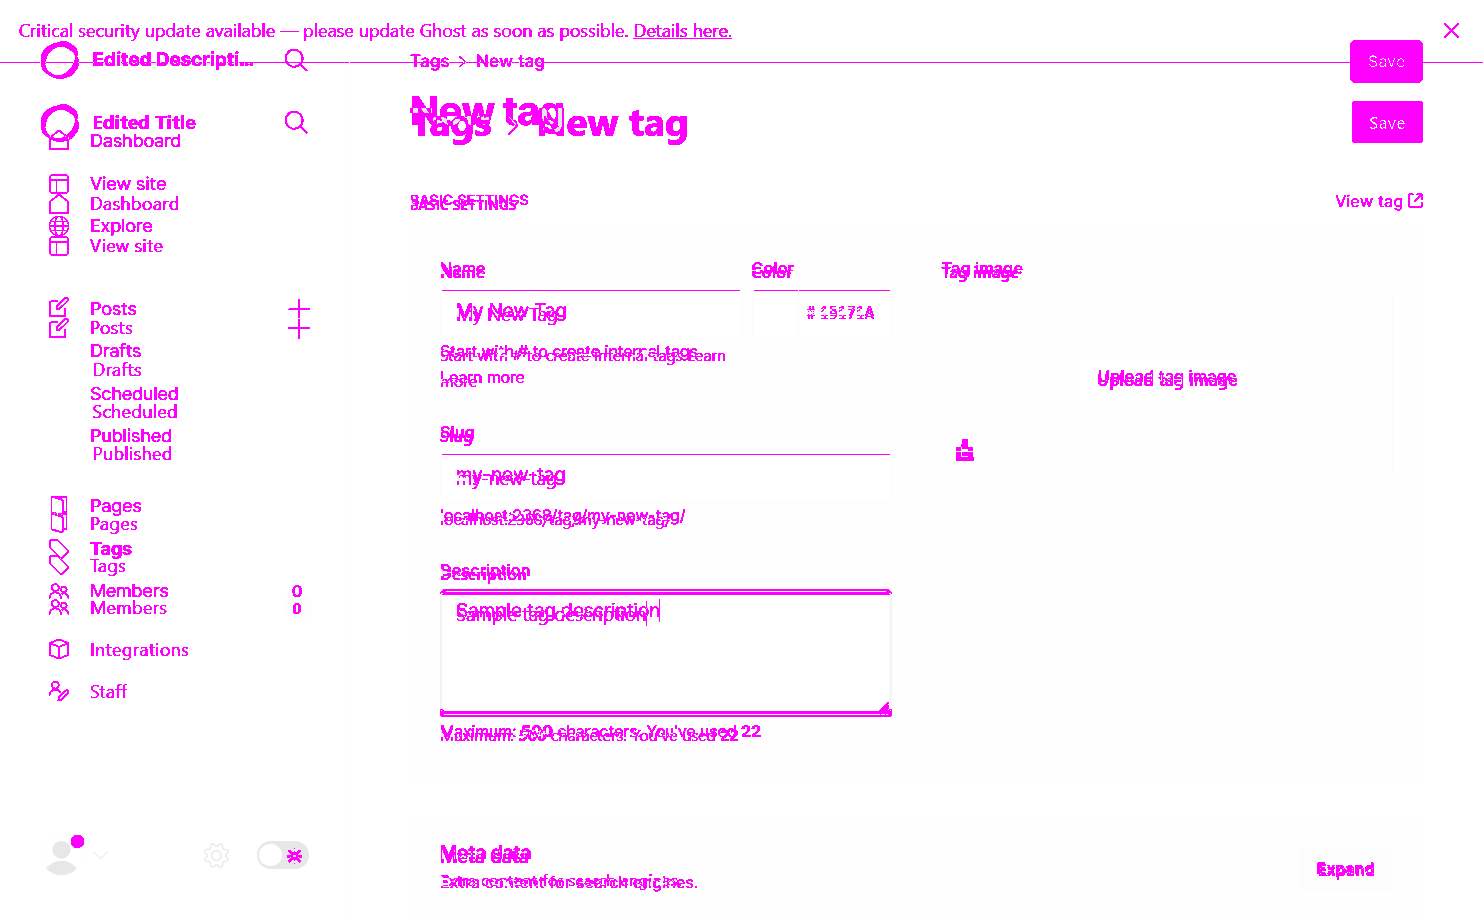 Critical security update available — please update Ghost as soon as possible. Details here.
Edited Descripti...
Tags > New tag
Save
New tag
Edited Title
Tags > New tag
Save
Dashboard
View site
Dashboard
Explore
View site
BASIC SETTINGS
BASIC SETTINGS
View tag
Name
Name
Color
Color
Tag image
Tag image
Posts
Posts
My New Tag
My New Tag
# 15171A
# 15171A
Drafts
Drafts
Start with # to create internal tags
Start with # to create internal tags Learn
Learn more
more
Upload tag image
Upload tag image
Scheduled
Scheduled
Published
Published
Slug
Slug
my-new-tag
my-new-tag
Pages
Pages
localhost:2368/tag/my-new-tag/
localhost:2368/tag/my-new-tag/
Tags
Tags
Description
Description
Members 0
Members 0
Sample tag description
Sample tag description
Integrations
Staff
Maximum: 500 characters. You've used 22
Maximum: 500 characters. You've used 22
Meta data
Meta data
Extra content for search engines.
Extra content for search engines.
Expand
Expand